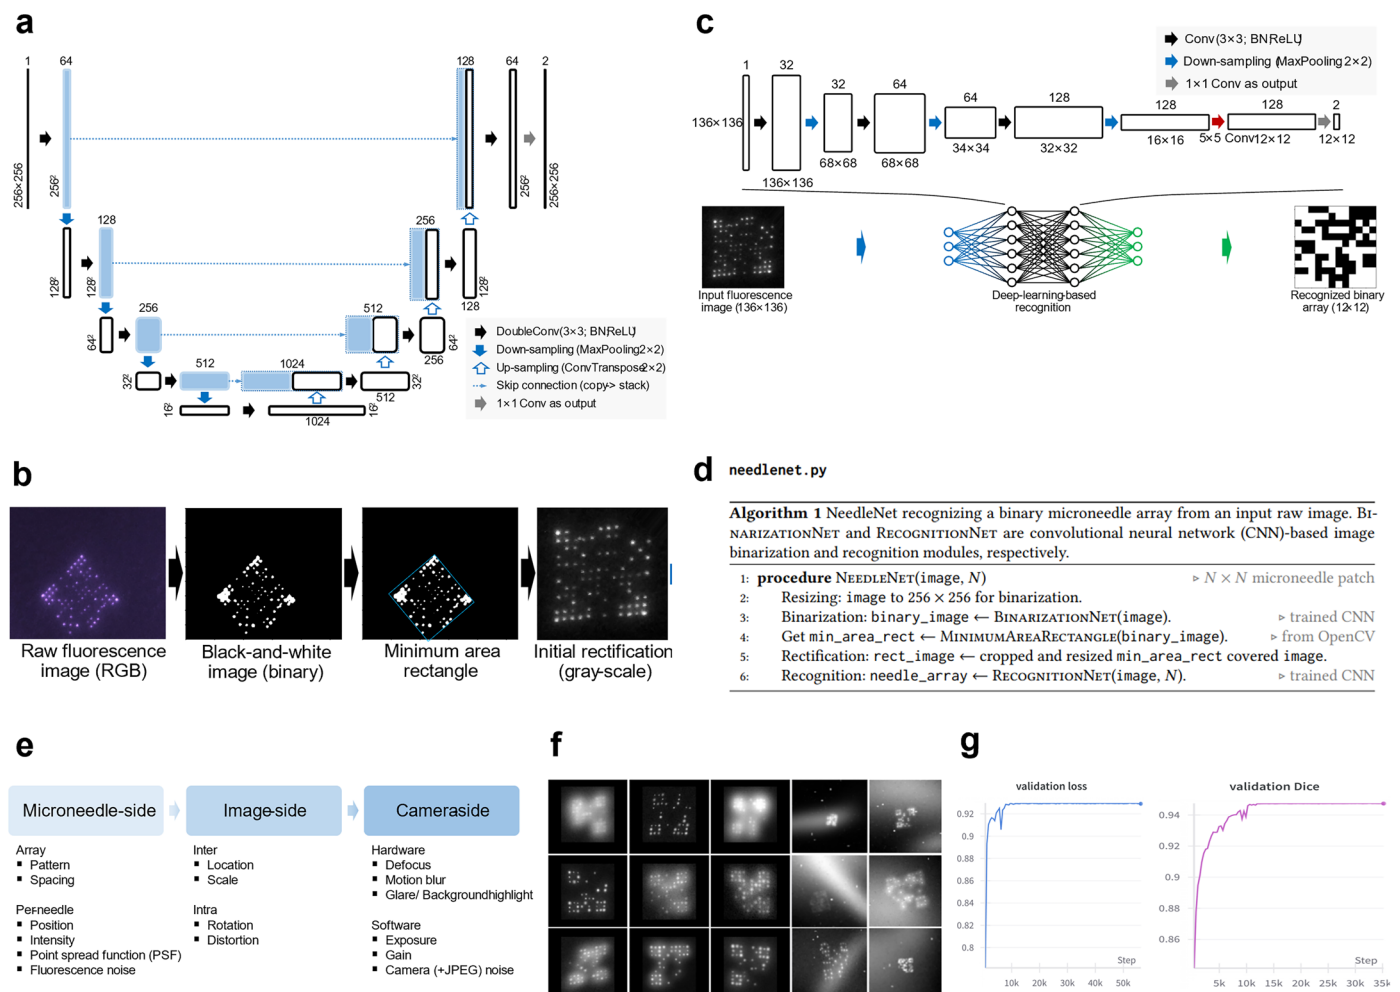 a
1
64
128
64
2
256×256
256²
256²
256×256
128
256
128²
128²
128²
128
256
512
64²
64²
256
512
1024
32²
32²
512
16²
16²
1024
DoubleConv(3×3; BN,ReLU)
Down-sampling (MaxPooling2×2)
Up-sampling (ConvTranspose2×2)
Skip connection (copy-> stack)
1×1 Conv as output
c
Conv (3×3; BN,ReLU)
Down-sampling (MaxPooling 2×2)
1×1 Conv as output
1
32
32
64
64
128
128
128
2
136×136
136×136
68×68
68×68
34×34
32×32
16×16
5×5 Conv
12×12
12×12
Input fluorescence
image (136×136)
Deep-learning-based
recognition
Recognized binary
array (12×12)
b
Raw fluorescence
image (RGB)
Black-and-white
image (binary)
Minimum area
rectangle
Initial rectification
(gray-scale)
d
needlenet.py
Algorithm 1 NeedleNet recognizing a binary microneedle array from an input raw image. BI-
NARIZATIONNET and RECOGNITIONNET are convolutional neural network (CNN)-based image
binarization and recognition modules, respectively.
1: procedure NEEDLENET(image, N) ▹ N × N microneedle patch
2: Resizing: image to 256 × 256 for binarization.
3: Binarization: binary_image ← BINARIZATIONNET(image). ▹ trained CNN
4: Get min_area_rect ← MINIMUMAREARECTANGLE(binary_image). ▹ from OpenCV
5: Rectification: rect_image ← cropped and resized min_area_rect covered image.
6: Recognition: needle_array ← RECOGNITIONNET(image, N). ▹ trained CNN
e
Microneedle-side
Image-side
Cameraside
Array
▪ Pattern
▪ Spacing
Per-needle
▪ Position
▪ Intensity
▪ Point spread function (PSF)
▪ Fluorescence noise
Inter
▪ Location
▪ Scale
Intra
▪ Rotation
▪ Distortion
Hardware
▪ Defocus
▪ Motion blur
▪ Glare/ Backgroundhighlight
Software
▪ Exposure
▪ Gain
▪ Camera (+JPEG) noise
f
g
validation loss
0.92
0.9
0.88
0.86
0.84
0.82
0.8
Step
10k
20k
30k
40k
50k
validation Dice
0.94
0.92
0.9
0.88
0.86
Step
5k
10k
15k
20k
25k
30k
35k